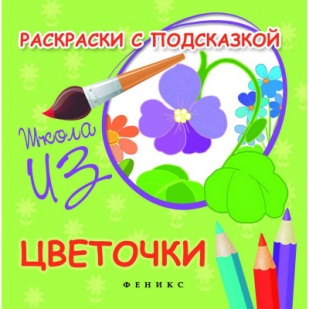 РАСКРАСКИ С ПОДСКАЗКОЙ
Школа
ИЗ
ЦВЕТОЧКИ
ФЕНИКС